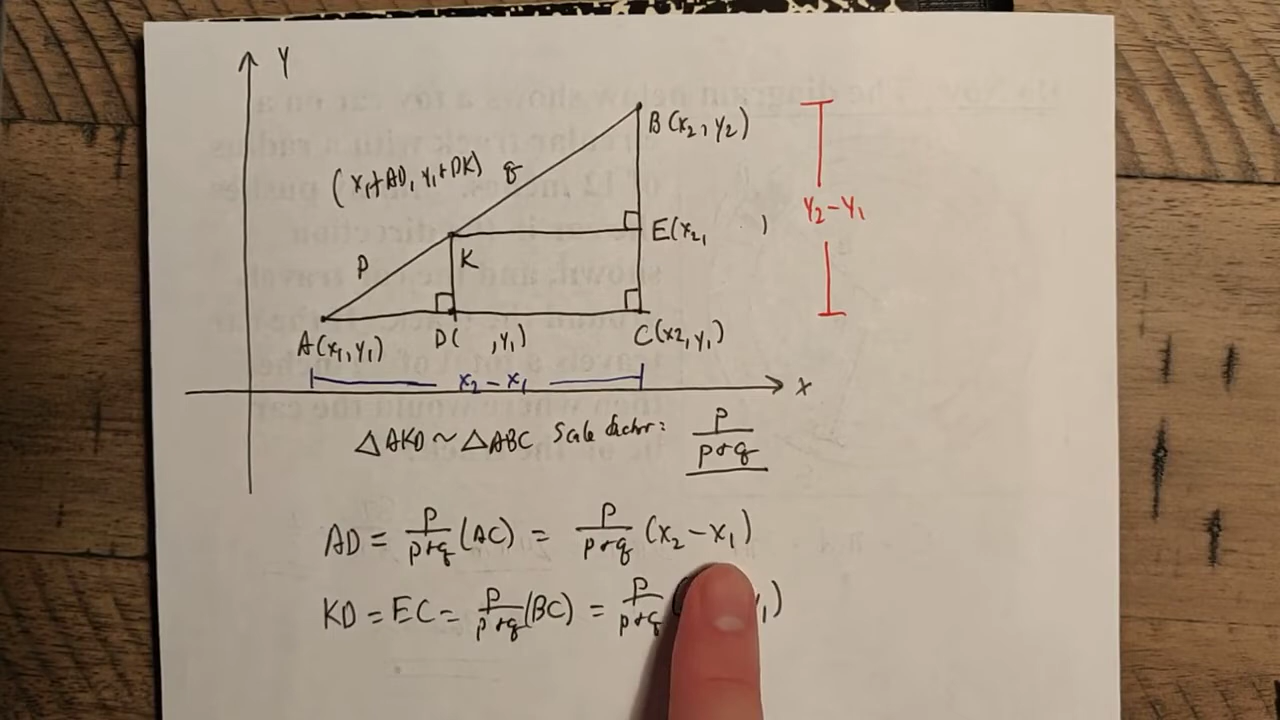 Y
B(x₂, y₂)
(x₁+AD, y₁+DK) q
y₂-y₁
E(x₂,      )
K
P
A(x₁, y₁) D(   , y₁) C(x₂, y₁)
x₂ - x₁
X
△AKD ~ △ABC Scale factor: P/p+q
AD = P/p+q (AC) = P/p+q (x₂ - x₁)
KD = EC = P/p+q (BC) = P/p+q ( ₁)